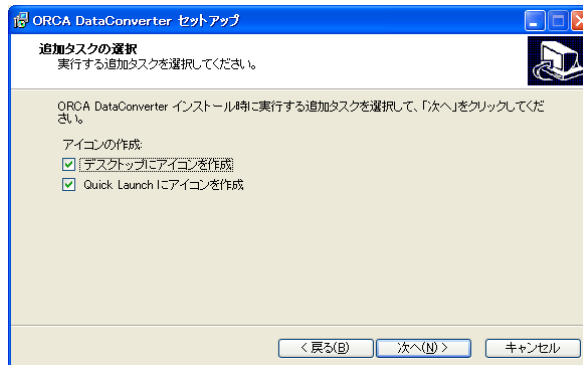 ORCA DataConverter セットアップ
追加タスクの選択
実行する追加タスクを選択してください。
ORCA DataConverter インストール時に実行する追加タスクを選択して、「次へ」をクリックしてくだ
さい。
アイコンの作成:
デスクトップにアイコンを作成
Quick Launch にアイコンを作成
< 戻る(B)
次へ(N) >
キャンセル